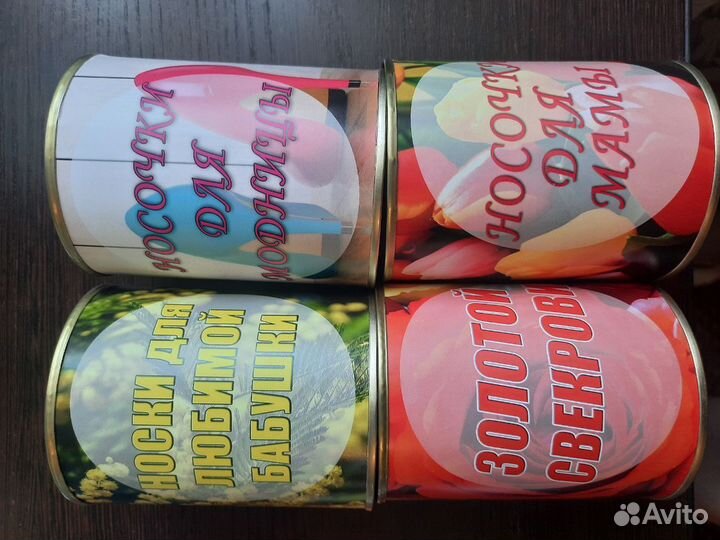 НОСОЧКИ
ДЛЯ
МОДНИЦЫ
НОСОЧКИ
ДЛЯ
МАМЫ
НОСКИ ДЛЯ
ЛЮБИМОЙ
БАБУШКИ
ЗОЛОТОЙ
СВЕКРОВИ
Avito